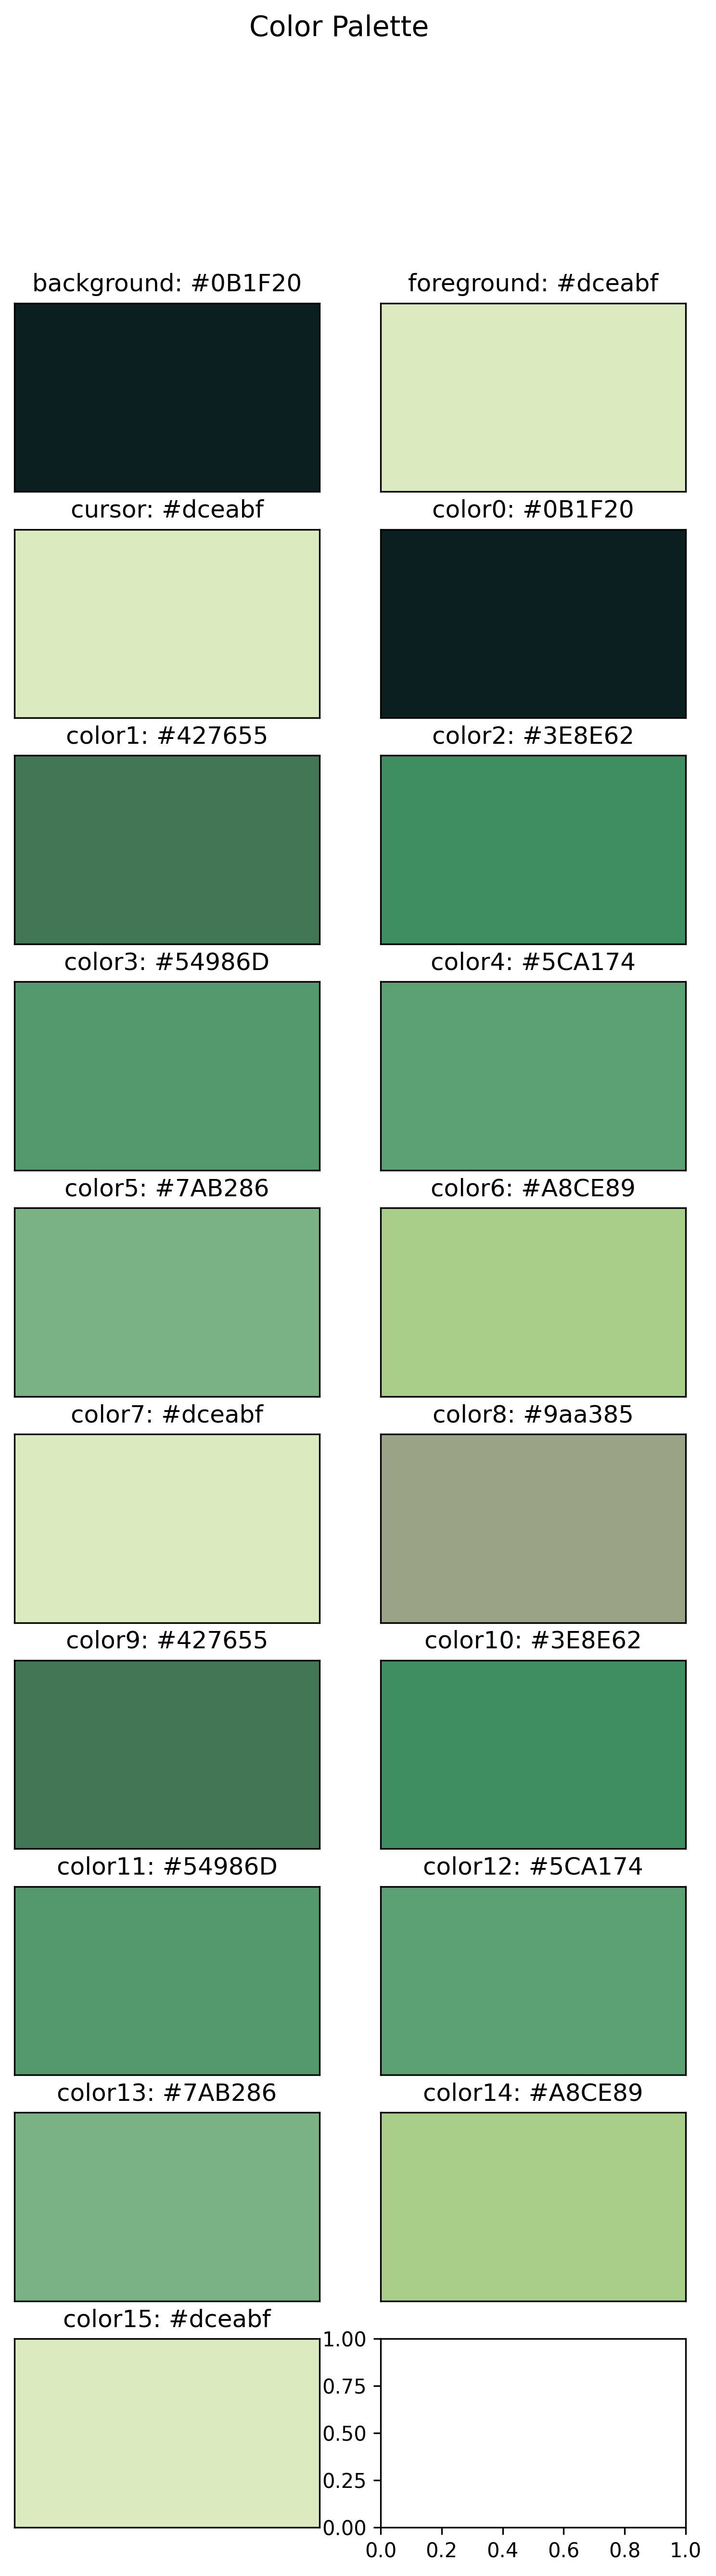 Color Palette
background: #0B1F20
foreground: #dceabf
cursor: #dceabf
color0: #0B1F20
color1: #427655
color2: #3E8E62
color3: #54986D
color4: #5CA174
color5: #7AB286
color6: #A8CE89
color7: #dceabf
color8: #9aa385
color9: #427655
color10: #3E8E62
color11: #54986D
color12: #5CA174
color13: #7AB286
color14: #A8CE89
color15: #dceabf
1.00
0.75
0.50
0.25
0.00
0.0 0.2 0.4 0.6 0.8 1.0